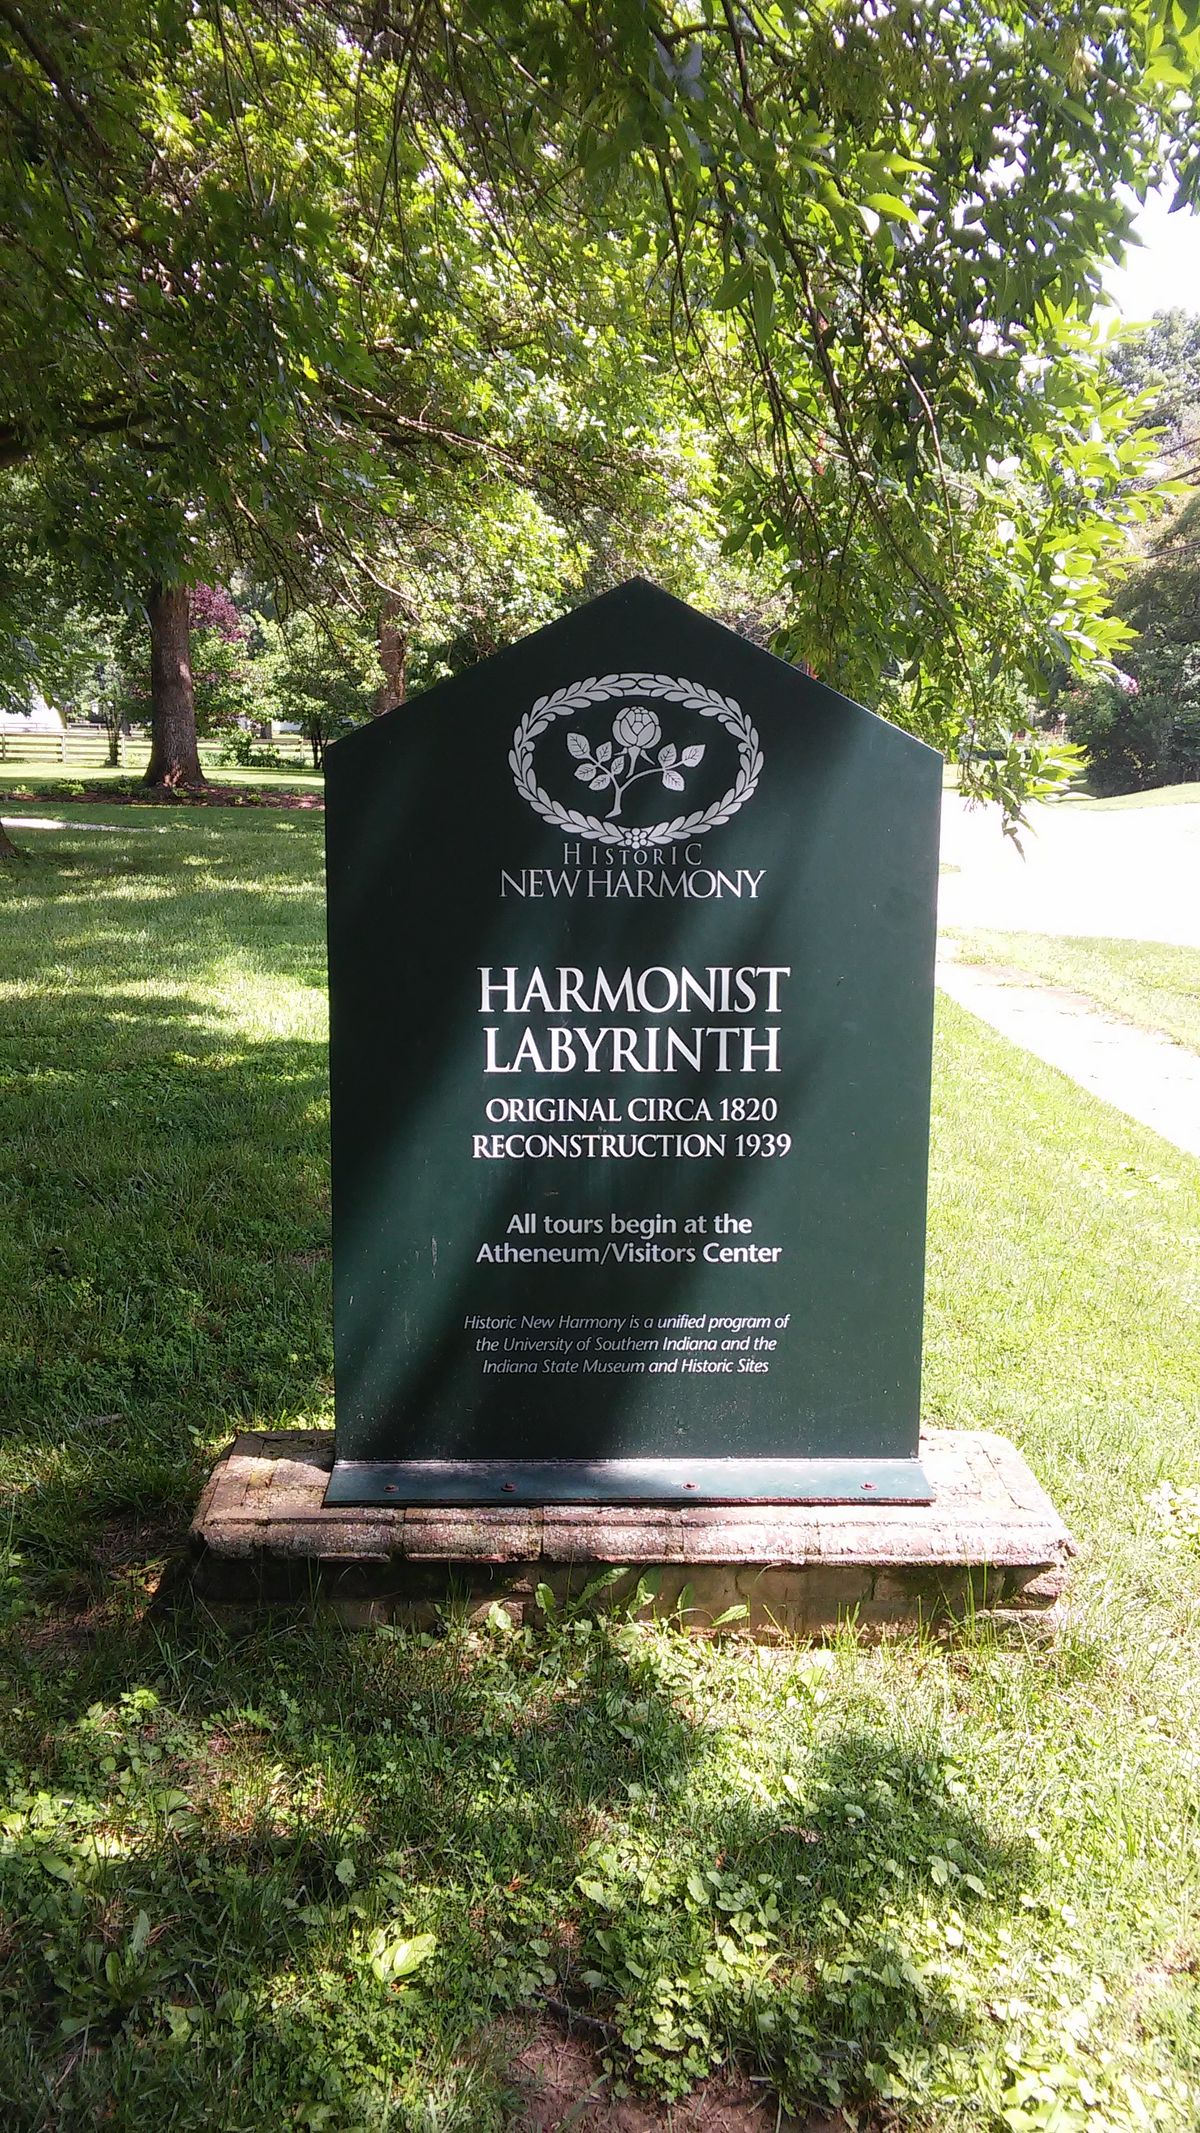 HISTORIC
NEW HARMONY
HARMONIST
LABYRINTH
ORIGINAL CIRCA 1820
RECONSTRUCTION 1939
All tours begin at the
Atheneum/Visitors Center
Historic New Harmony is a unified program of
the University of Southern Indiana and the
Indiana State Museum and Historic Sites